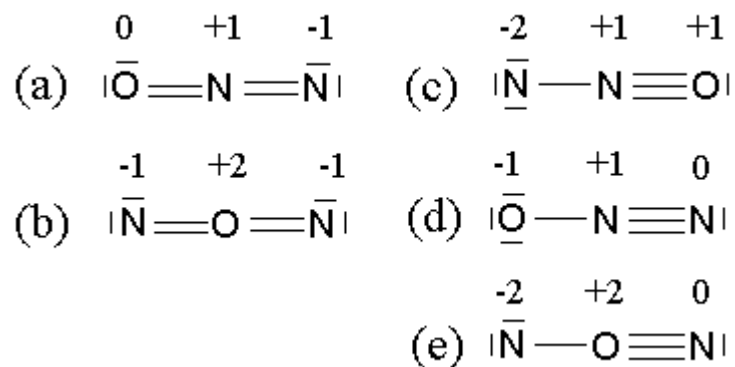 0 +1 -1
(a) O N N
-1 +2 -1
(b) N O N
-2 +1 +1
(c) N N O
-1 +1 0
(d) O N N
-2 +2 0
(e) N O N